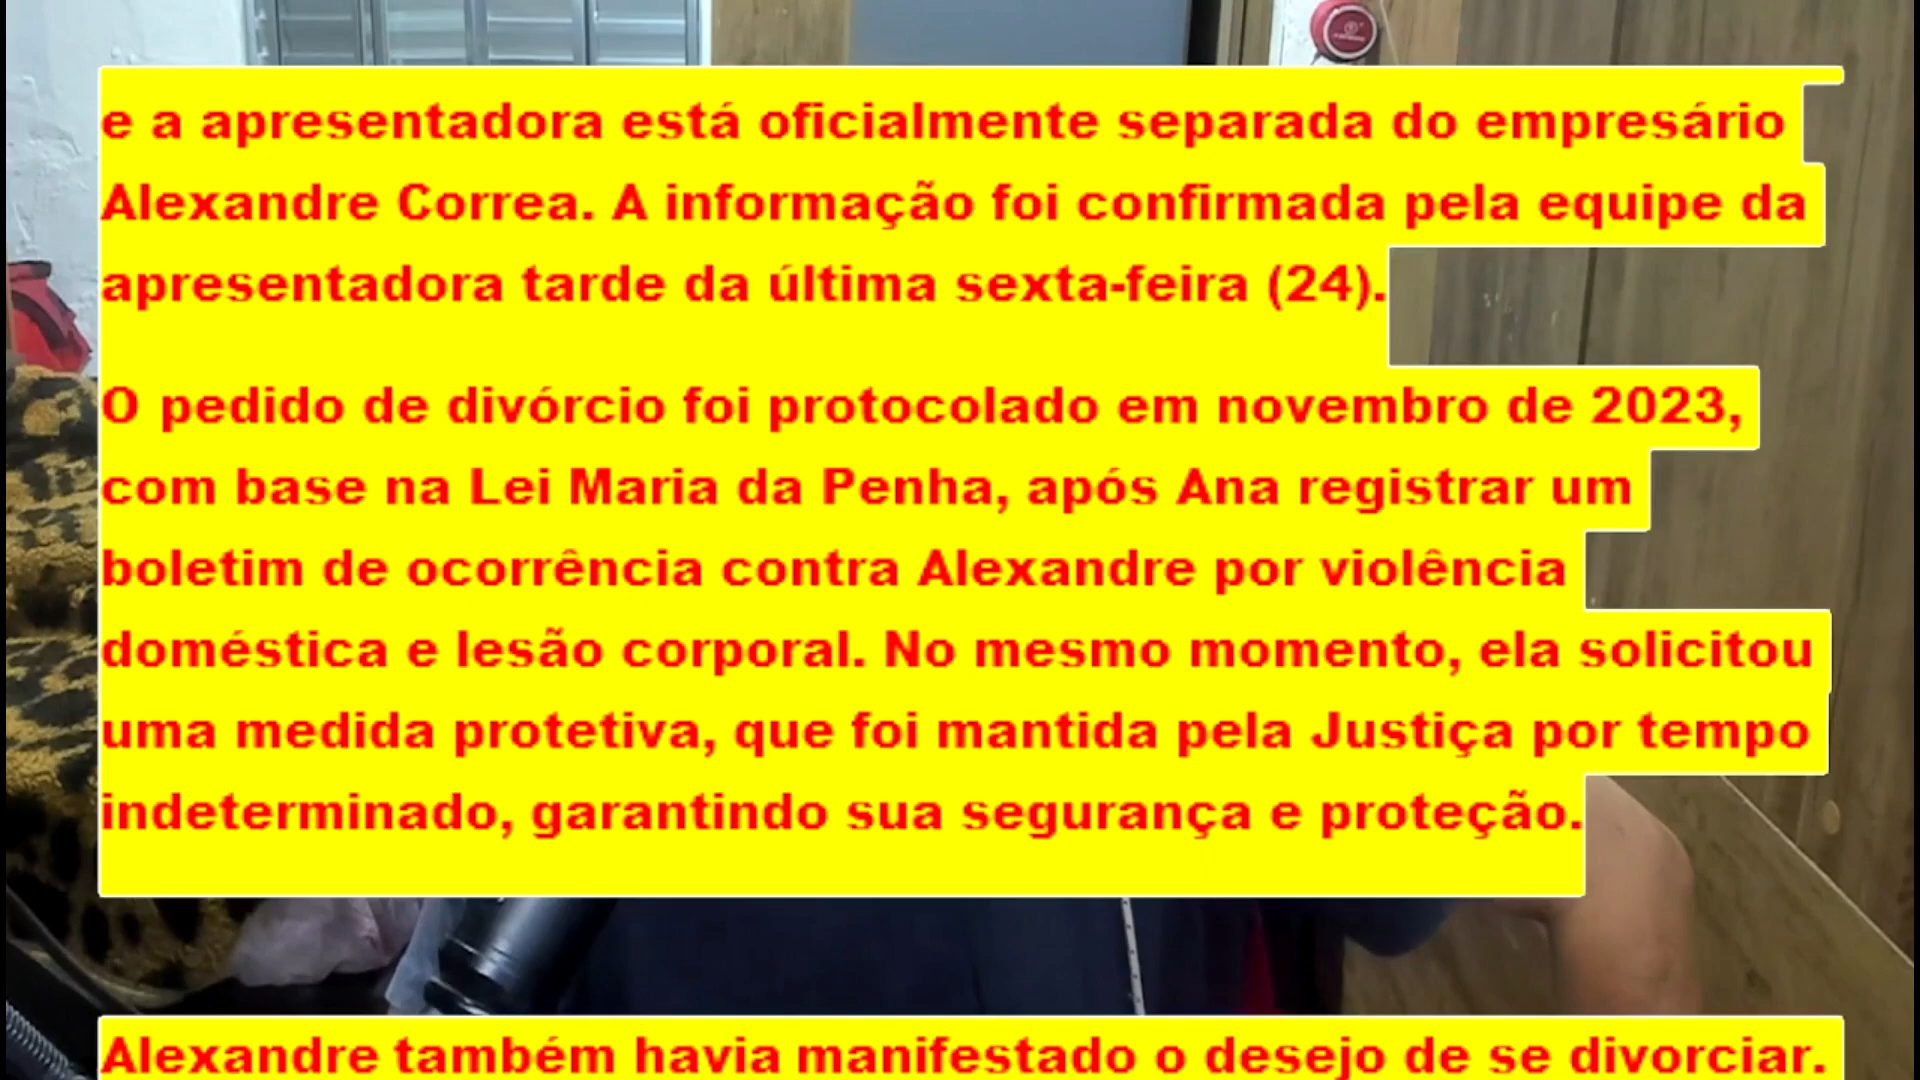 e a apresentadora está oficialmente separada do empresário
Alexandre Correa. A informação foi confirmada pela equipe da
apresentadora tarde da última sexta-feira (24).
O pedido de divórcio foi protocolado em novembro de 2023,
com base na Lei Maria da Penha, após Ana registrar um
boletim de ocorrência contra Alexandre por violência
doméstica e lesão corporal. No mesmo momento, ela solicitou
uma medida protetiva, que foi mantida pela Justiça por tempo
indeterminado, garantindo sua segurança e proteção.
Alexandre também havia manifestado o desejo de se divorciar.